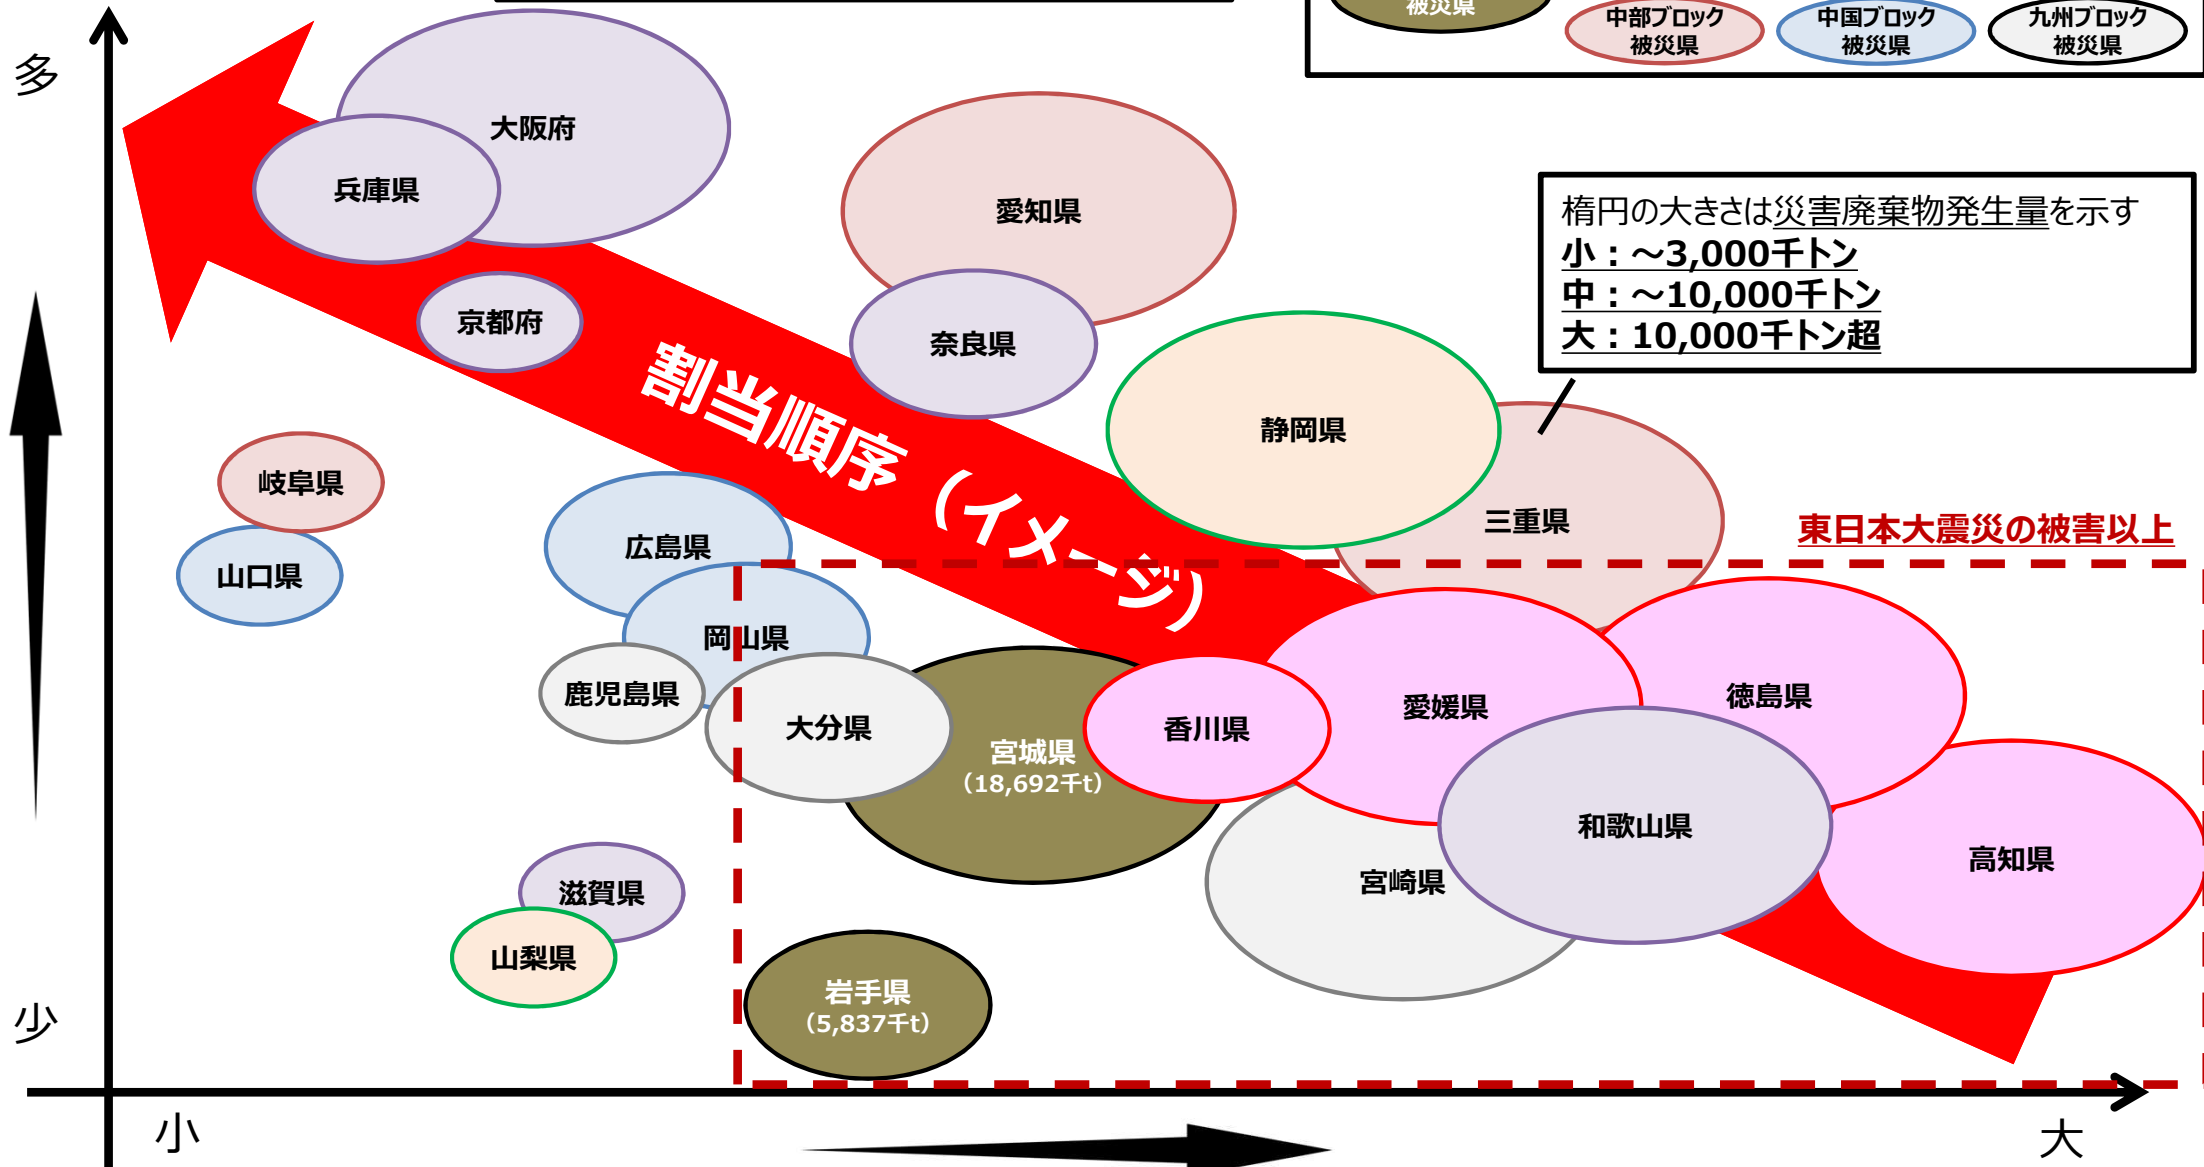 被災県
中部ブロック
被災県
中国ブロック
被災県
九州ブロック
被災県
多
大阪府
兵庫県
愛知県
楕円の大きさは災害廃棄物発生量を示す
小：～3,000千トン
中：～10,000千トン
大：10,000千トン超
京都府
奈良県
割当順序（イメージ）
静岡県
岐阜県
三重県
東日本大震災の被害以上
広島県
山口県
岡山県
鹿児島県
大分県
宮城県
（18,692千t）
香川県
愛媛県
徳島県
和歌山県
高知県
宮崎県
滋賀県
山梨県
岩手県
（5,837千t）
少
小
大